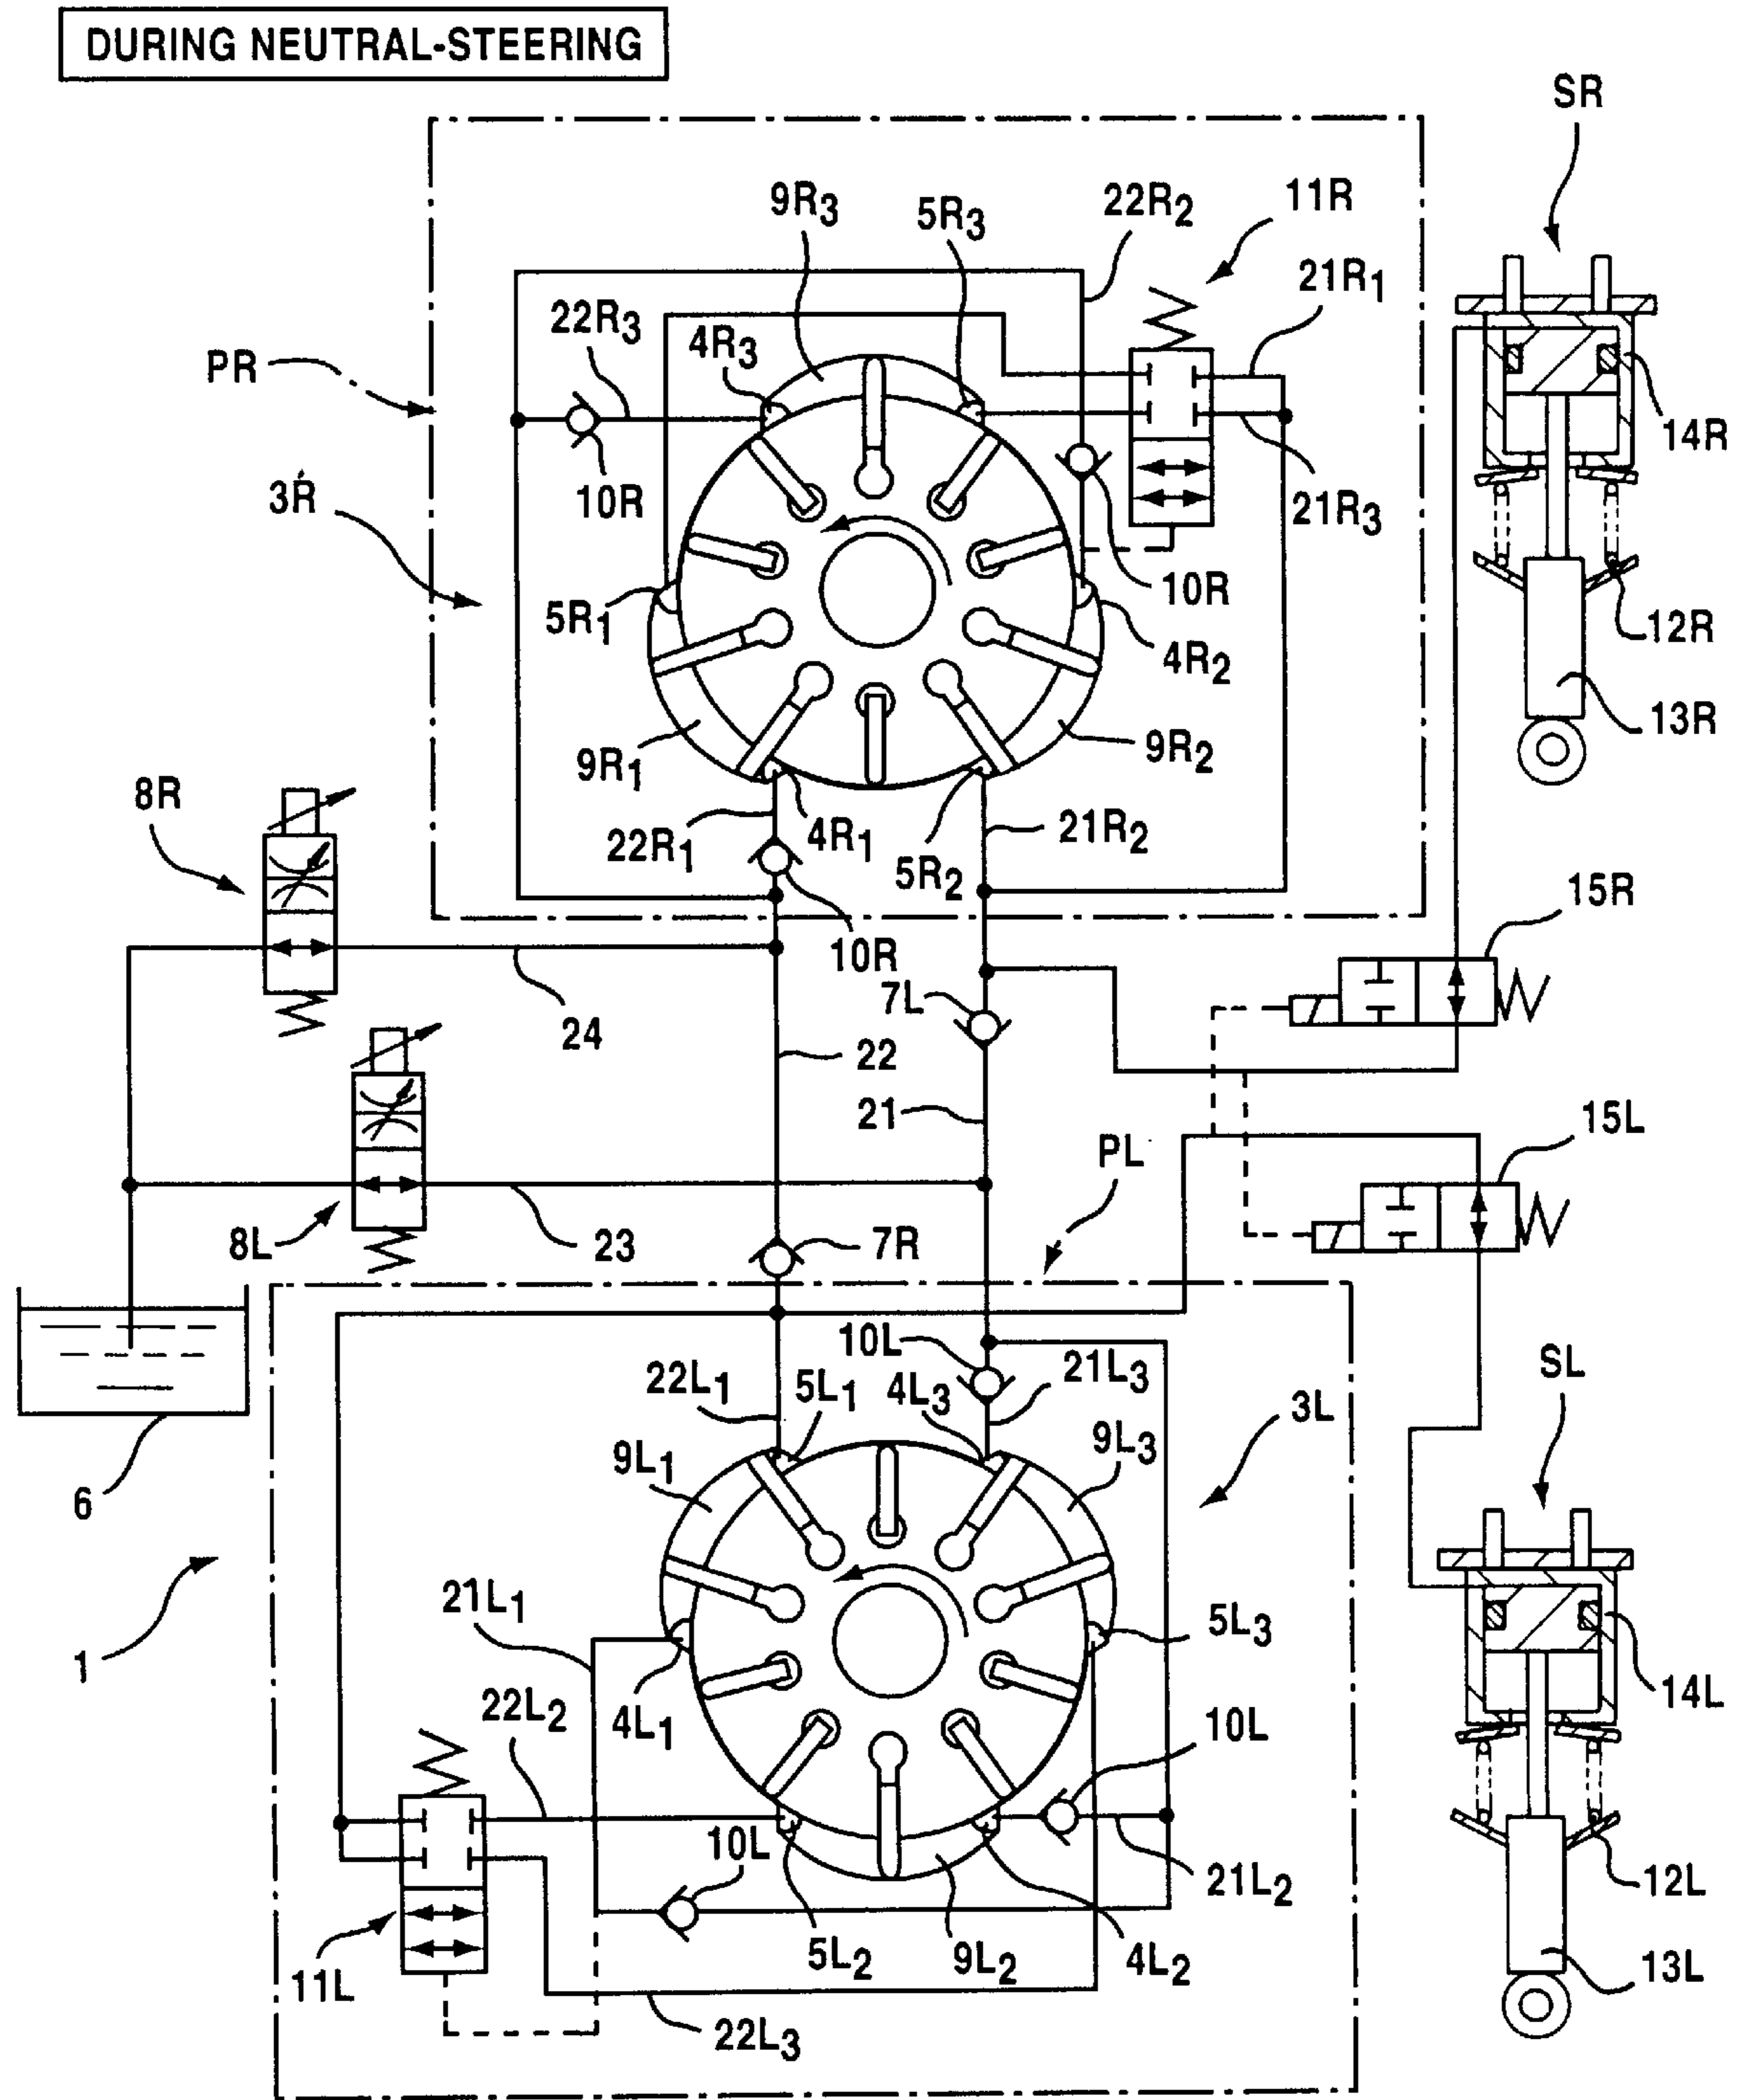 DURING NEUTRAL-STEERING
SR
9R3
5R3
22R2
11R
21R1
22R3
4R3
PR
14R
10R
3R
21R3
5R1
10R
12R
4R2
13R
9R1
9R2
8R
22R1
4R1
21R2
5R2
15R
10R
7L
24
22
21
15L
PL
8L
23
7R
10L
SL
22L1
5L1
4L3
21L3
3L
9L1
9L3
6
21L1
5L3
1
22L2
4L1
14L
10L
10L
21L2
12L
5L2
9L2
4L2
11L
13L
22L3